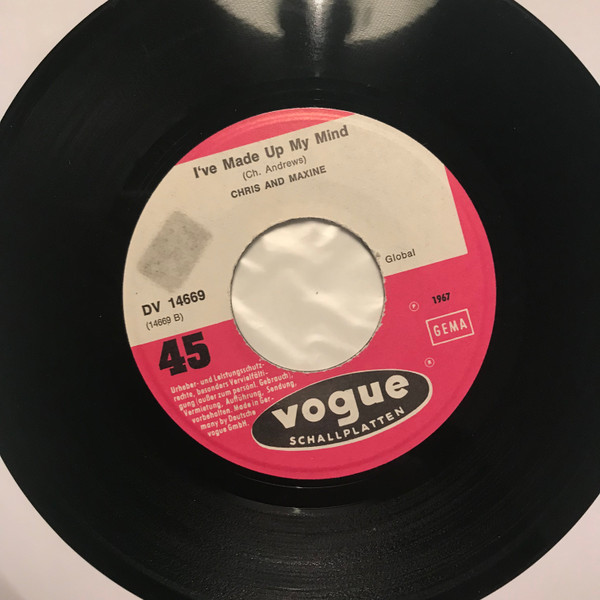 I've Made Up My Mind
(Ch. Andrews)
CHRIS AND MAXINE
Global
DV 14669
(14669 B)
℗ 1967
GEMA
45
®
Urheber- und Leistungsschutz-
rechte, besonders Vervielfälti-
gung (außer zum persönl. Gebrauch),
Vermietung, Aufführung, Sendung,
vorbehalten. Made in Ger-
many by Deutsche
vogue GmbH.
vogue
SCHALLPLATTEN